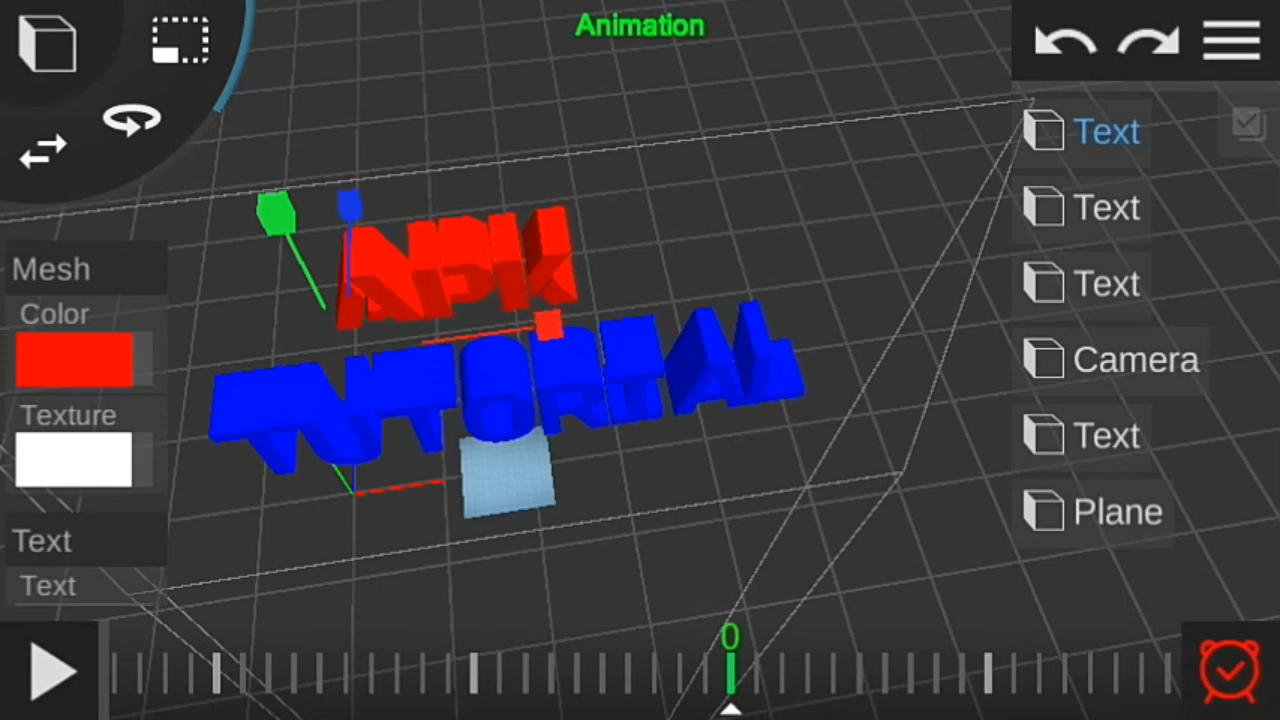 Animation
Text
Text
Text
Camera
Text
Plane
Mesh
Color
Texture
Text
Text
APK
TUTORIAL
0